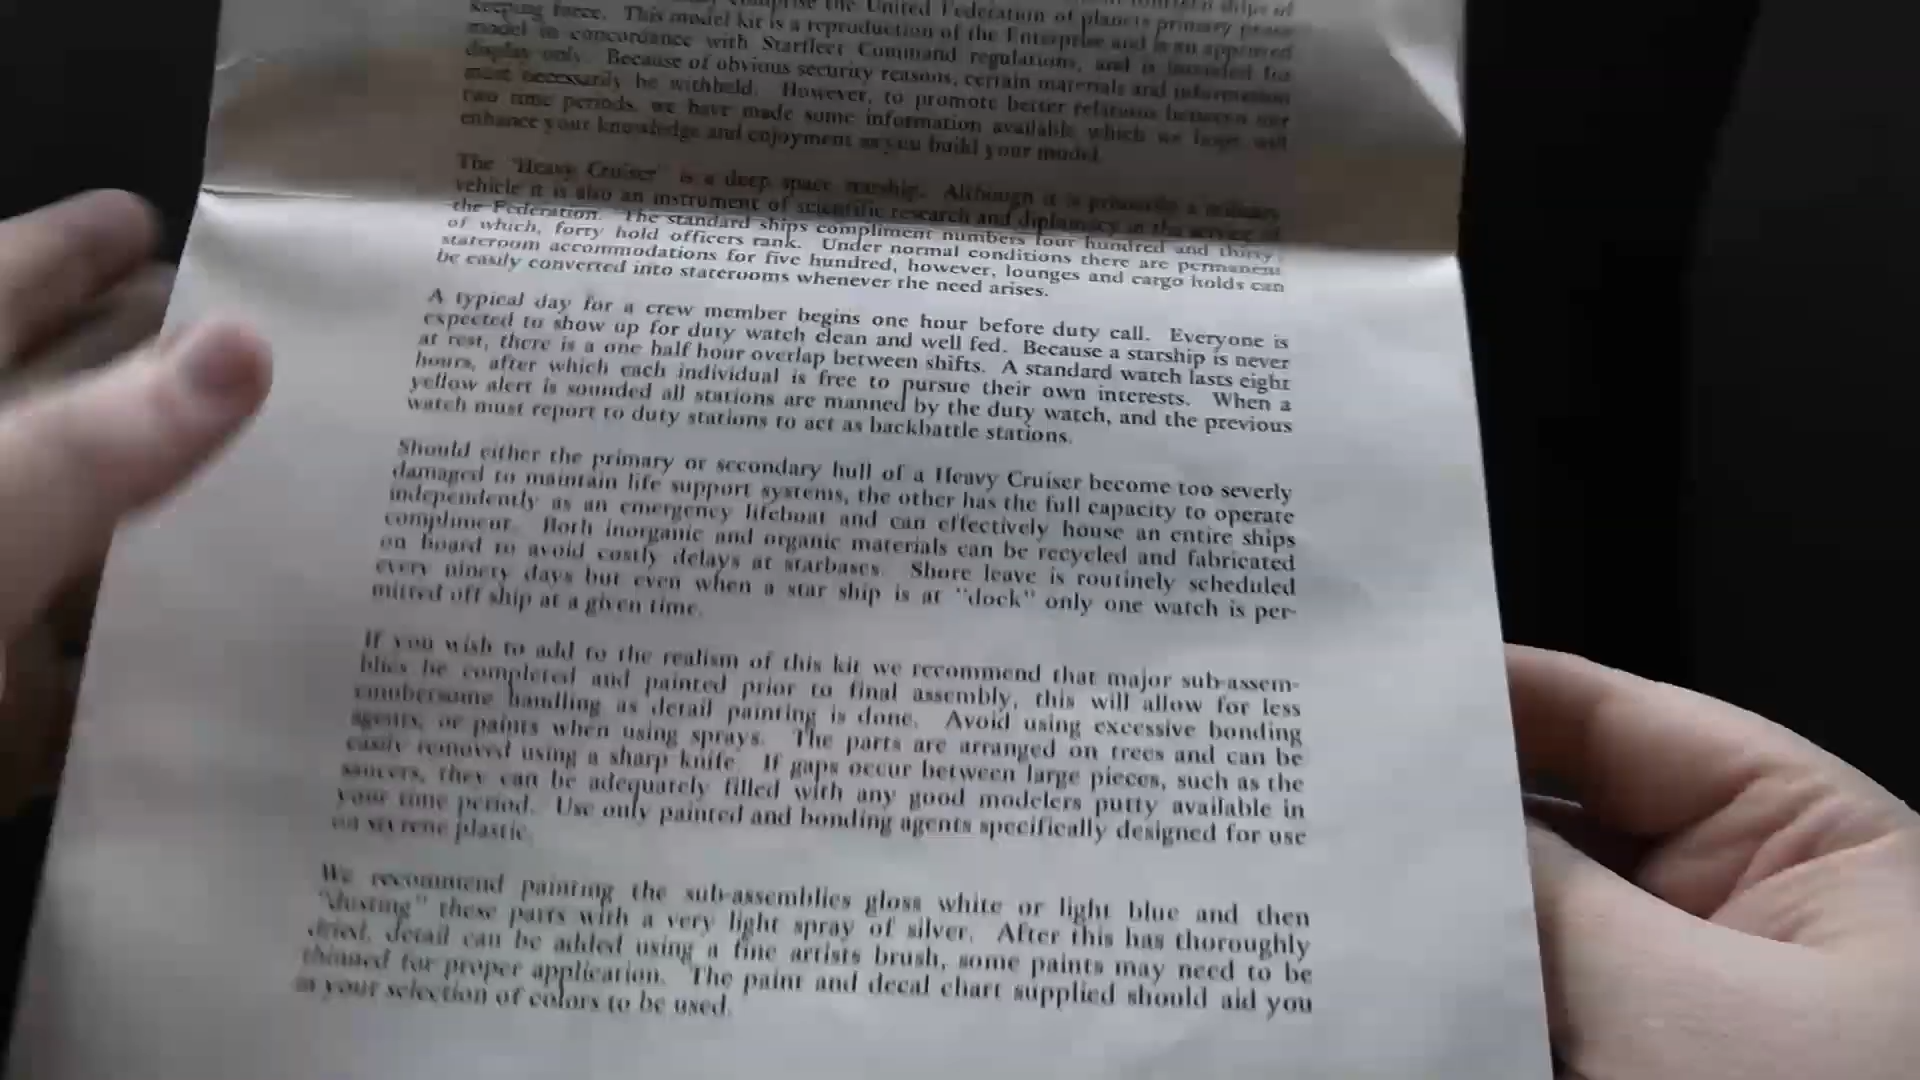 the United Federation of planets primary peace
keeping force. This model kit is a reproduction of the Enterprise and is an approved
model in concordance with Starfleet Command regulations, and is intended for
display only. Because of obvious security reasons, certain materials and information
must necessarily be withheld. However, to promote better relations between our
two time periods, we have made some information available which we hope will
enhance your knowledge and enjoyment as you build your model.
The "Heavy Cruiser" is a deep space starship. Although it is primarily a military
vehicle it is also an instrument of scientific research and diplomacy in the service of
the Federation. The standard ships compliment numbers four hundred and thirty,
of which, forty hold officers rank. Under normal conditions there are permanent
stateroom accommodations for five hundred, however, lounges and cargo holds can
be easily converted into staterooms whenever the need arises.
A typical day for a crew member begins one hour before duty call. Everyone is
expected to show up for duty watch clean and well fed. Because a starship is never
at rest, there is a one half hour overlap between shifts. A standard watch lasts eight
hours, after which each individual is free to pursue their own interests. When a
yellow alert is sounded all stations are manned by the duty watch, and the previous
watch must report to duty stations to act as backbattle stations.
Should either the primary or secondary hull of a Heavy Cruiser become too severly
damaged to maintain life support systems, the other has the full capacity to operate
independently as an emergency lifeboat and can effectively house an entire ships
compliment. Both inorganic and organic materials can be recycled and fabricated
on board to avoid costly delays at starbases. Shore leave is routinely scheduled
every ninety days but even when a star ship is at "dock" only one watch is per-
mitted off ship at a given time.
If you wish to add to the realism of this kit we recommend that major sub-assem-
blies be completed and painted prior to final assembly, this will allow for less
cumbersome handling as detail painting is done. Avoid using excessive bonding
agents, or paints when using sprays. The parts are arranged on trees and can be
easily removed using a sharp knife. If gaps occur between large pieces, such as the
saucers, they can be adequately filled with any good modelers putty available in
your time period. Use only painted and bonding agents specifically designed for use
on styrene plastic.
We recommend painting the sub-assemblies gloss white or light blue and then
"dusting" these parts with a very light spray of silver. After this has thoroughly
dried, detail can be added using a fine artists brush, some paints may need to be
thinned for proper application. The paint and decal chart supplied should aid you
in your selection of colors to be used.